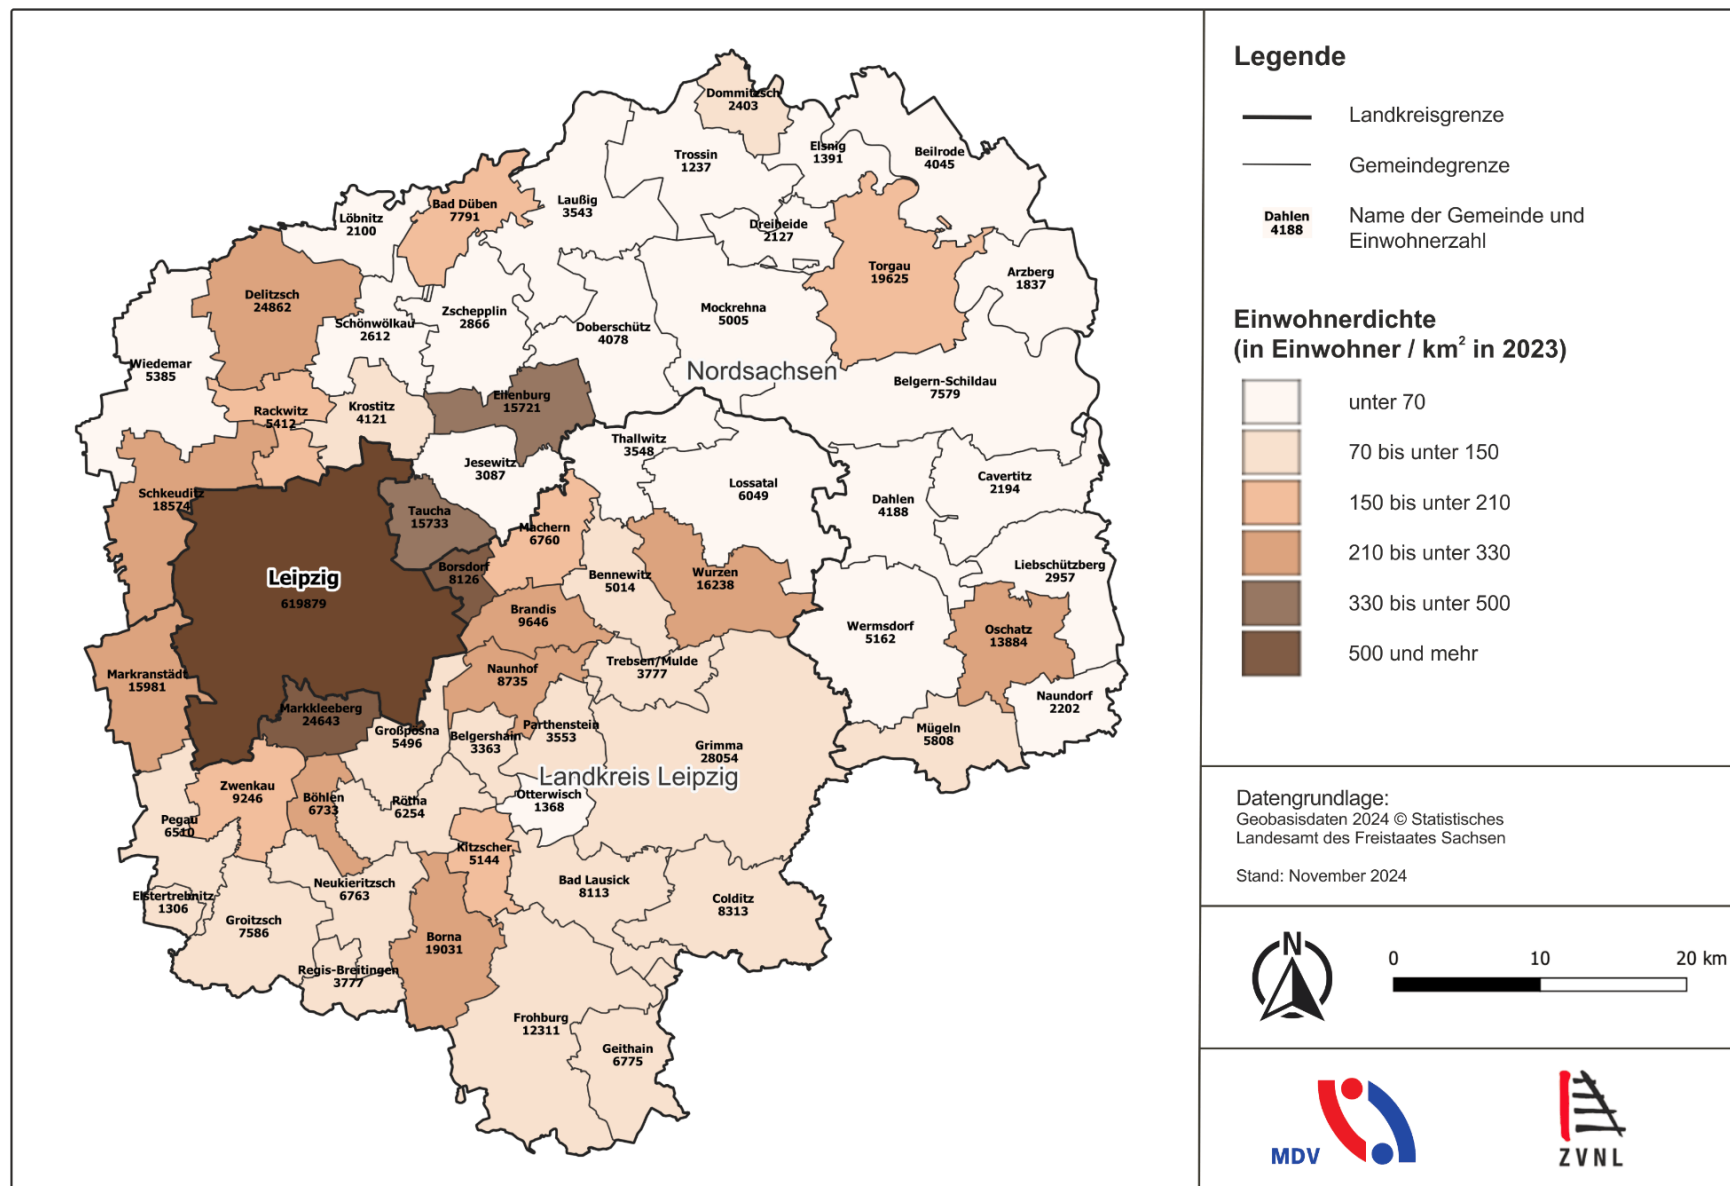 Dommitzsch
2403
Elsnig
1391
Beilrode
4045
Trossin
1237
Laußig
3543
Bad Düben
7791
Löbnitz
2100
Dreiheide
2127
Torgau
19625
Arzberg
1837
Delitzsch
24862
Schönwölkau
2612
Zschepplin
2866
Doberschütz
4078
Mockrehna
5005
Wiedemar
5385
Nordsachsen
Belgern-Schildau
7579
Rackwitz
5412
Krostitz
4121
Eilenburg
15721
Thallwitz
3548
Jesewitz
3087
Lossatal
6049
Dahlen
4188
Cavertitz
2194
Schkeuditz
18574
Taucha
15733
Machern
6760
Borsdorf
8126
Bennewitz
5014
Wurzen
16238
Liebschützberg
2957
Leipzig
619879
Brandis
9646
Wermsdorf
5162
Oschatz
13884
Markranstädt
15981
Naunhof
8735
Trebsen/Mulde
3777
Naundorf
2202
Markkleeberg
24643
Großpösna
5496
Belgershain
3363
Parthenstein
3553
Grimma
28054
Mügeln
5808
Landkreis Leipzig
Zwenkau
9246
Böhlen
6733
Rötha
6254
Otterwisch
1368
Pegau
6510
Kitzscher
5144
Elstertrebnitz
1306
Neukieritzsch
6763
Bad Lausick
8113
Colditz
8313
Groitzsch
7586
Borna
19031
Regis-Breitingen
3777
Frohburg
12311
Geithain
6775
Legende
Landkreisgrenze
Gemeindegrenze
Dahlen
4188
Name der Gemeinde und
Einwohnerzahl
Einwohnerdichte
(in Einwohner / km² in 2023)
unter 70
70 bis unter 150
150 bis unter 210
210 bis unter 330
330 bis unter 500
500 und mehr
Datengrundlage:
Geobasisdaten 2024 © Statistisches
Landesamt des Freistaates Sachsen
Stand: November 2024
N
0 10 20 km
MDV
ZVNL